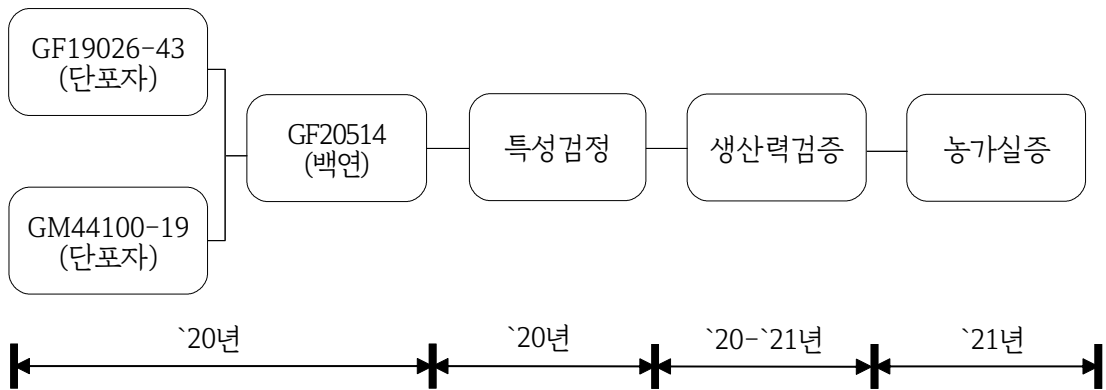 GF19026-43
(단포자)
GM44100-19
(단포자)
GF20514
(백연)
특성검정
생산력검증
농가실증
`20년
`20년
`20-`21년
`21년